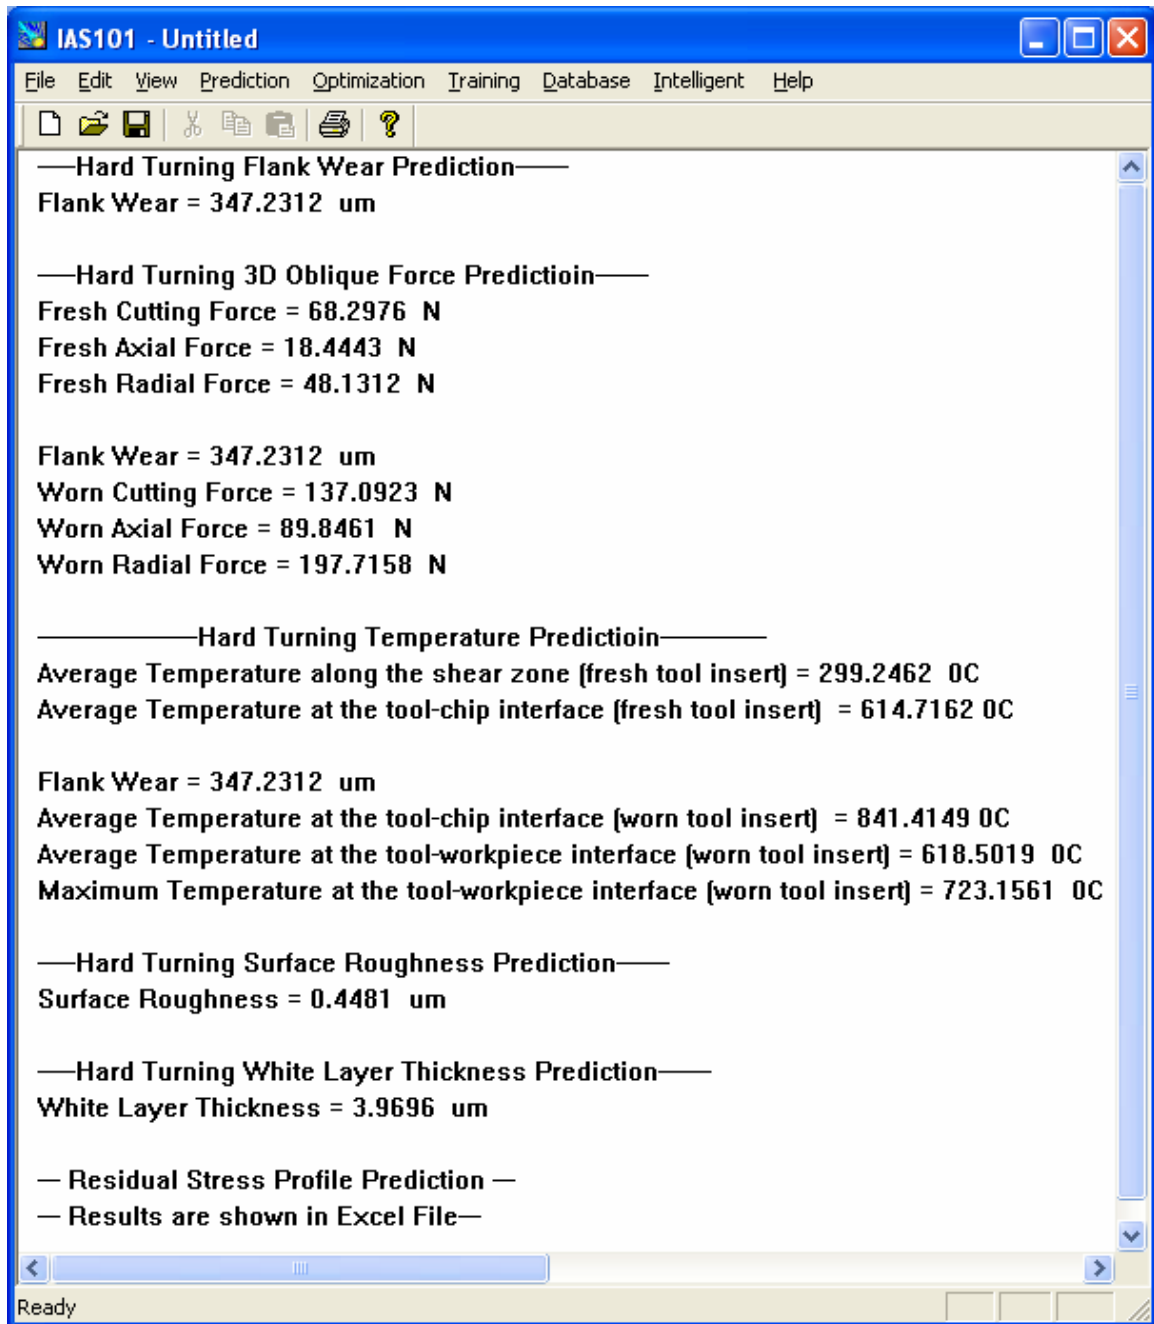 IAS101 - Untitled
File Edit View Prediction Optimization Training Database Intelligent Help
——Hard Turning Flank Wear Prediction——
Flank Wear = 347.2312 um
——Hard Turning 3D Oblique Force Predictioin——
Fresh Cutting Force = 68.2976 N
Fresh Axial Force = 18.4443 N
Fresh Radial Force = 48.1312 N
Flank Wear = 347.2312 um
Worn Cutting Force = 137.0923 N
Worn Axial Force = 89.8461 N
Worn Radial Force = 197.7158 N
————————Hard Turning Temperature Predictioin—————
Average Temperature along the shear zone (fresh tool insert) = 299.2462 0C
Average Temperature at the tool-chip interface (fresh tool insert) = 614.7162 0C
Flank Wear = 347.2312 um
Average Temperature at the tool-chip interface (worn tool insert) = 841.4149 0C
Average Temperature at the tool-workpiece interface (worn tool insert) = 618.5019 0C
Maximum Temperature at the tool-workpiece interface (worn tool insert) = 723.1561 0C
——Hard Turning Surface Roughness Prediction——
Surface Roughness = 0.4481 um
——Hard Turning White Layer Thickness Prediction——
White Layer Thickness = 3.9696 um
— Residual Stress Profile Prediction —
— Results are shown in Excel File—
Ready